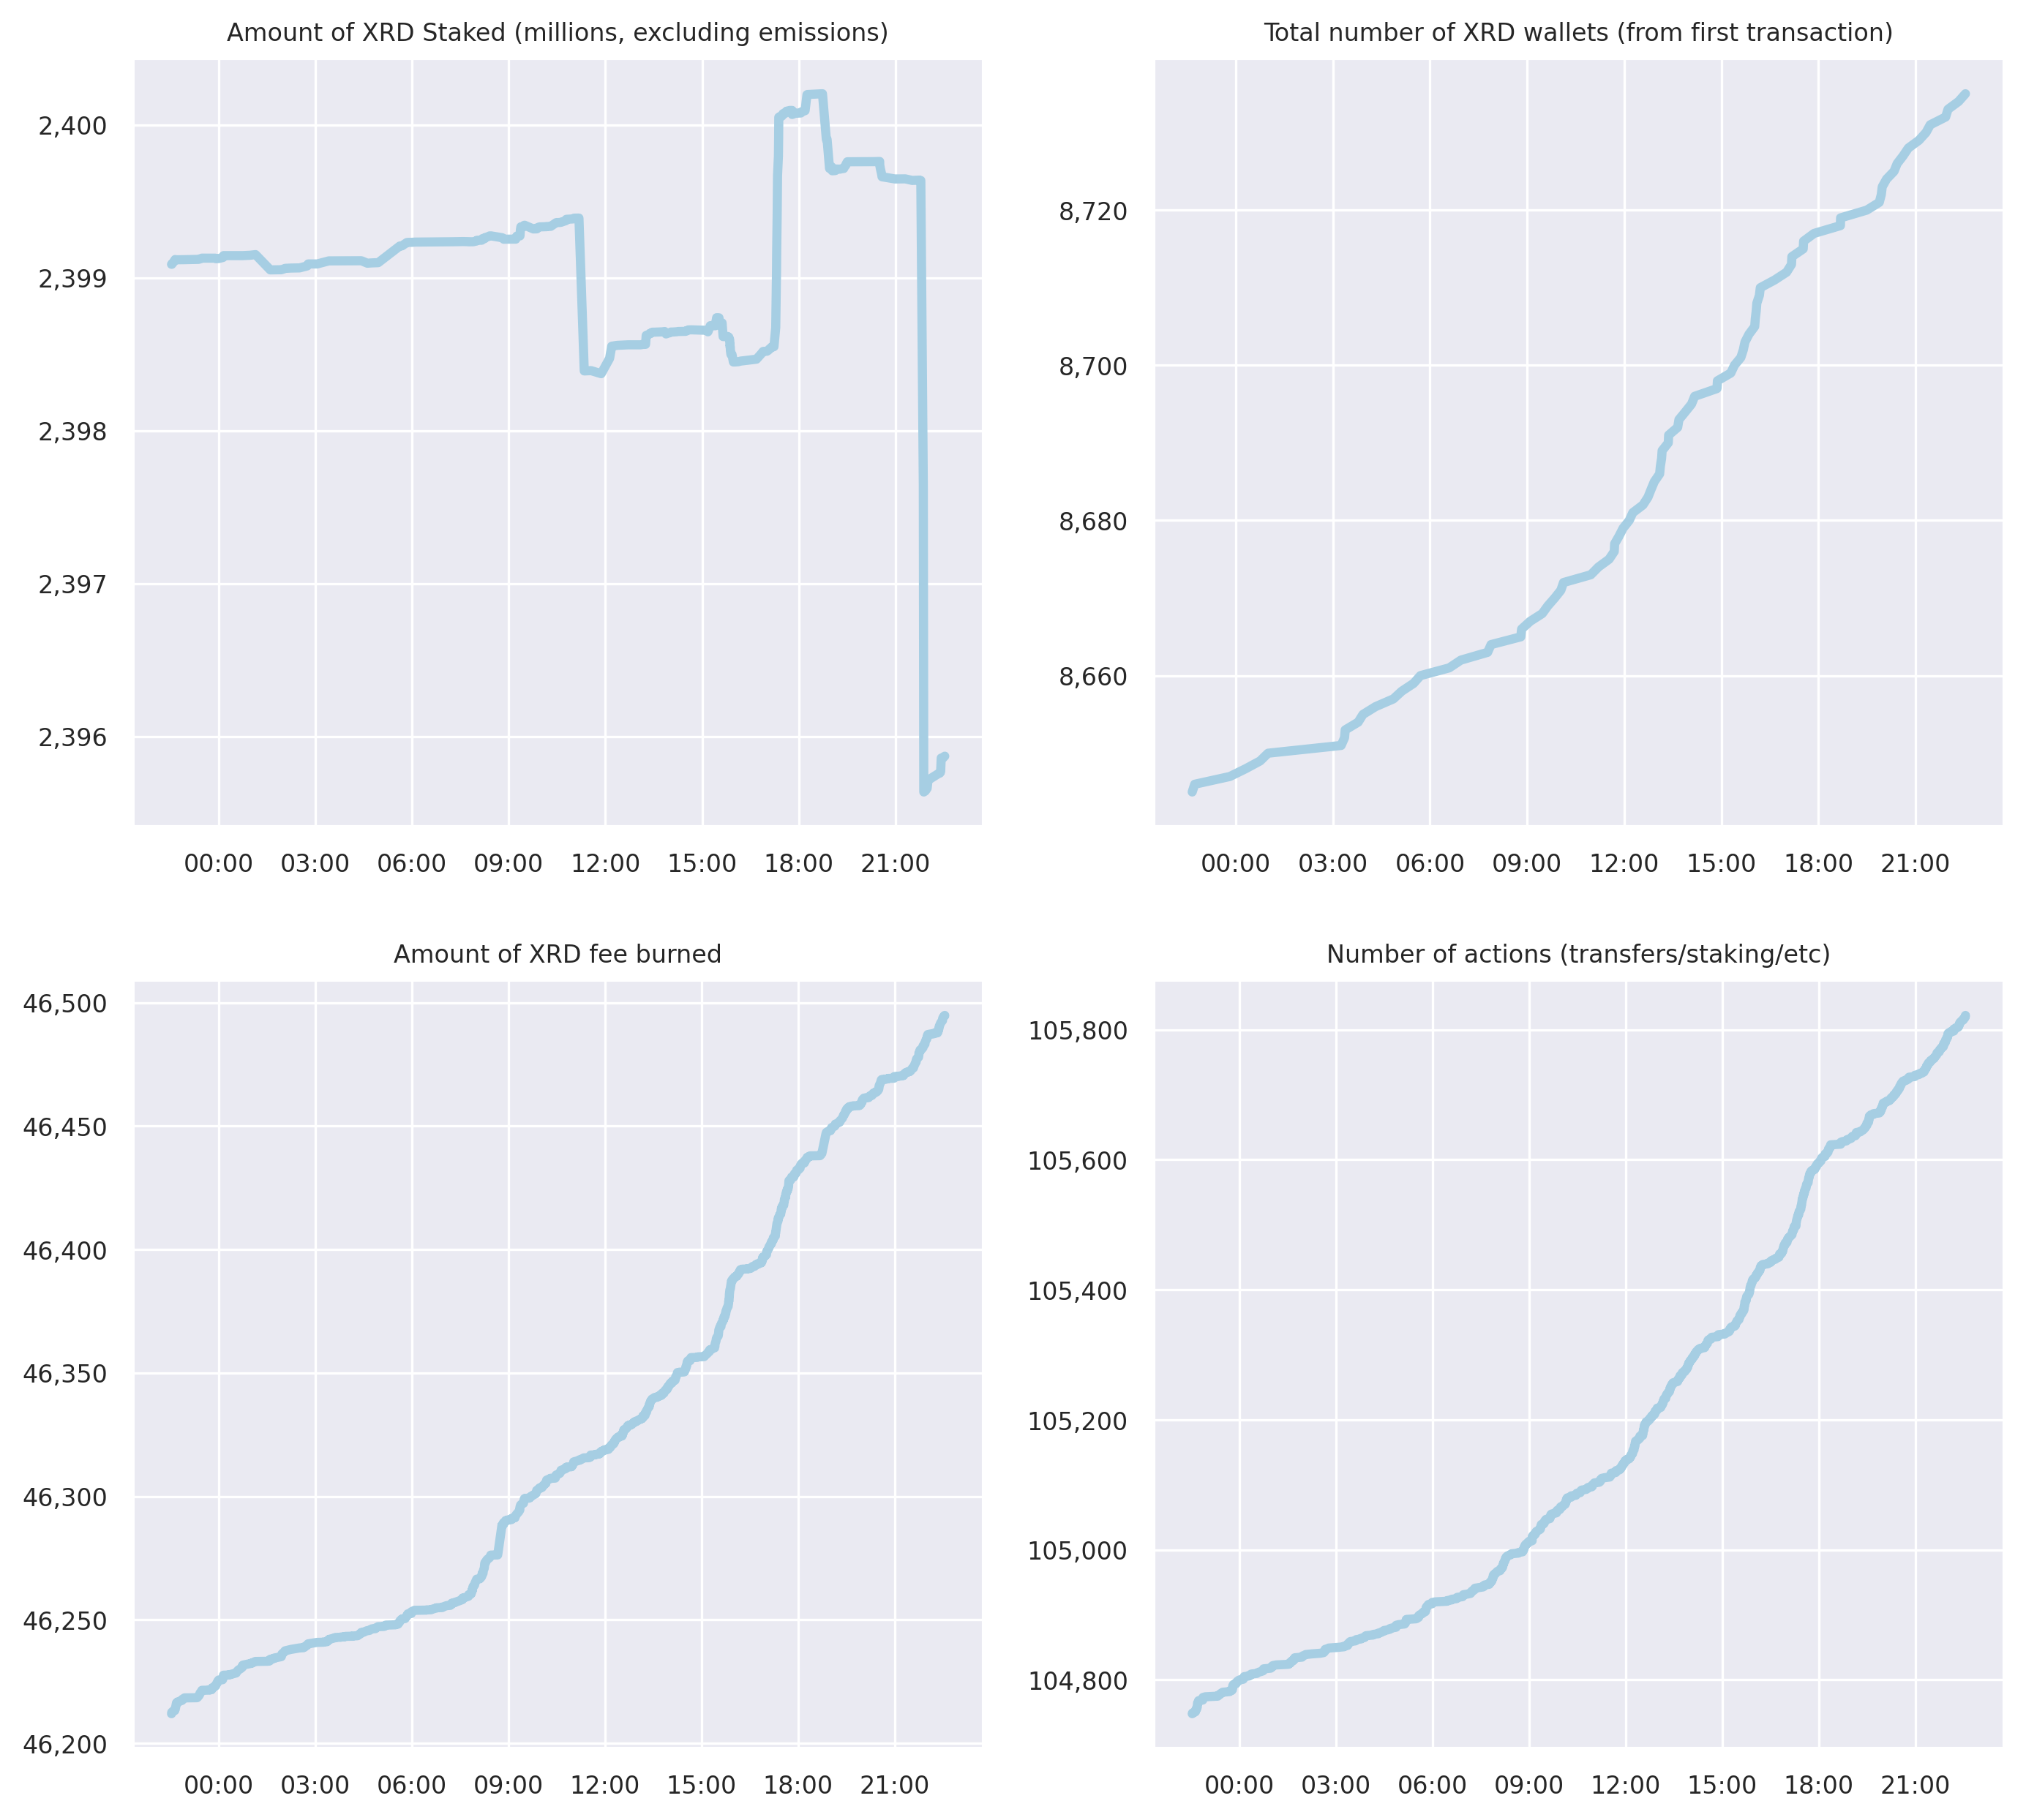 Amount of XRD Staked (millions, excluding emissions)
2,400
2,399
2,398
2,397
2,396
00:00 03:00 06:00 09:00 12:00 15:00 18:00 21:00
Total number of XRD wallets (from first transaction)
8,720
8,700
8,680
8,660
00:00 03:00 06:00 09:00 12:00 15:00 18:00 21:00
Amount of XRD fee burned
46,500
46,450
46,400
46,350
46,300
46,250
46,200
00:00 03:00 06:00 09:00 12:00 15:00 18:00 21:00
Number of actions (transfers/staking/etc)
105,800
105,600
105,400
105,200
105,000
104,800
00:00 03:00 06:00 09:00 12:00 15:00 18:00 21:00